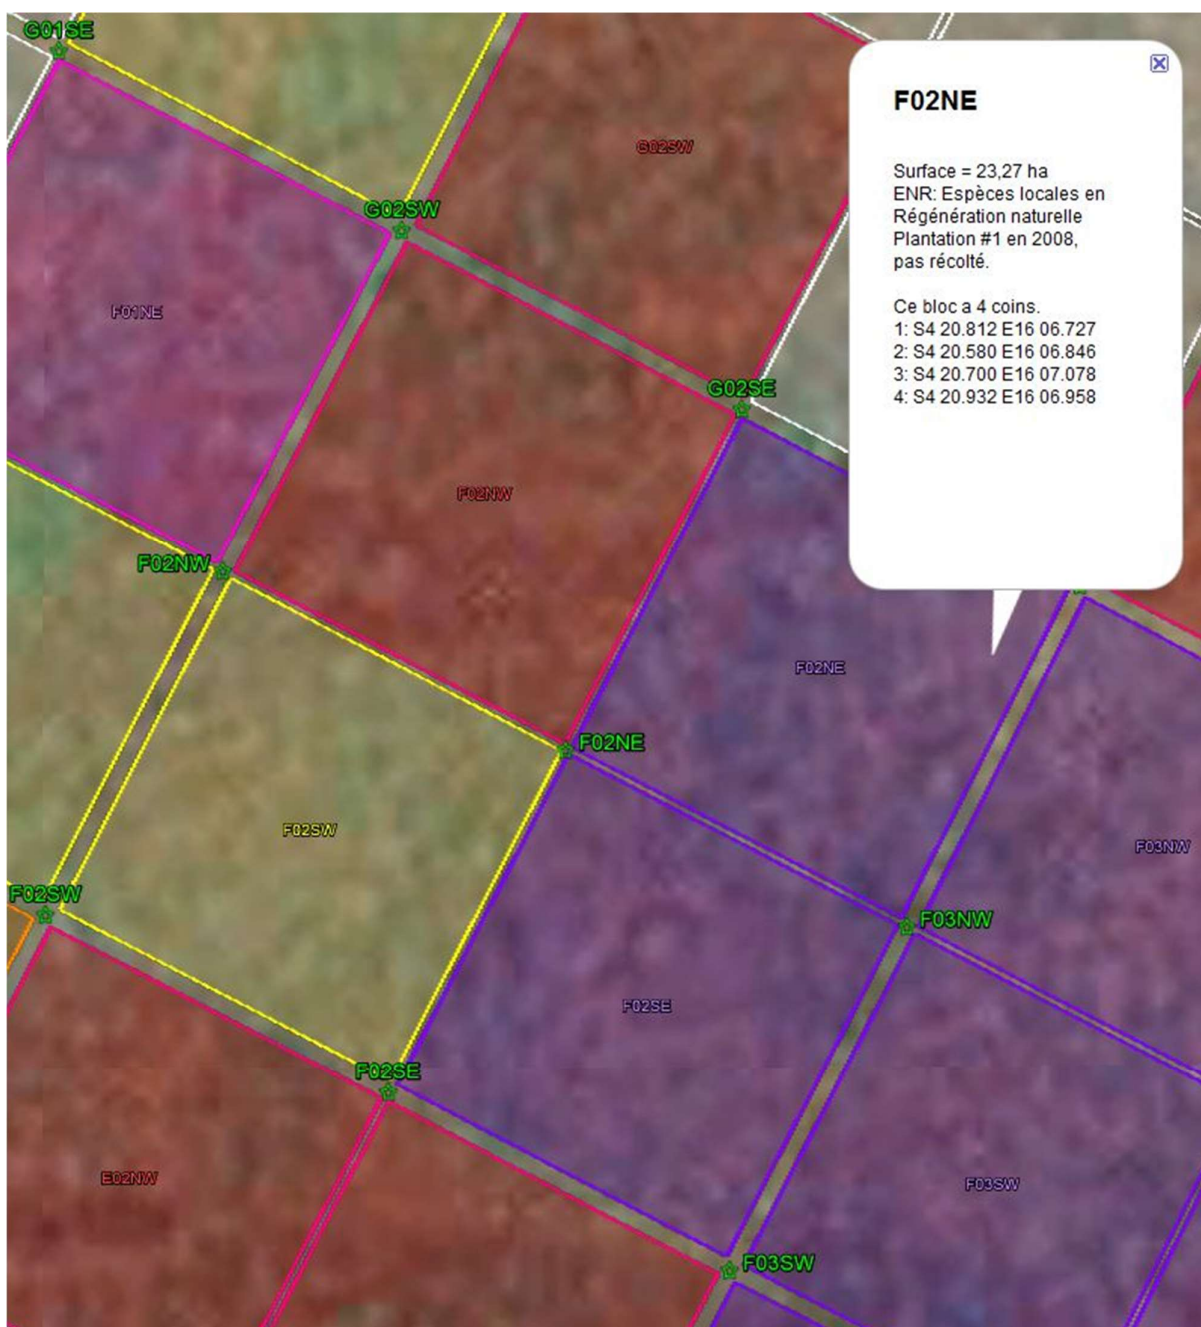 G01SE
F02NE
Surface = 23,27 ha
ENR: Espèces locales en
Régénération naturelle
Plantation #1 en 2008,
pas récolté.
Ce bloc a 4 coins.
1: S4 20.812 E16 06.727
2: S4 20.580 E16 06.846
3: S4 20.700 E16 07.078
4: S4 20.932 E16 06.958
G02SW
G02SW
F01NE
G02SE
F02NW
F02NW
F02NE
F02NE
F02SW
F03NW
F02SW
F03NW
F02SE
F02SE
E02NW
F03SW
F03SW